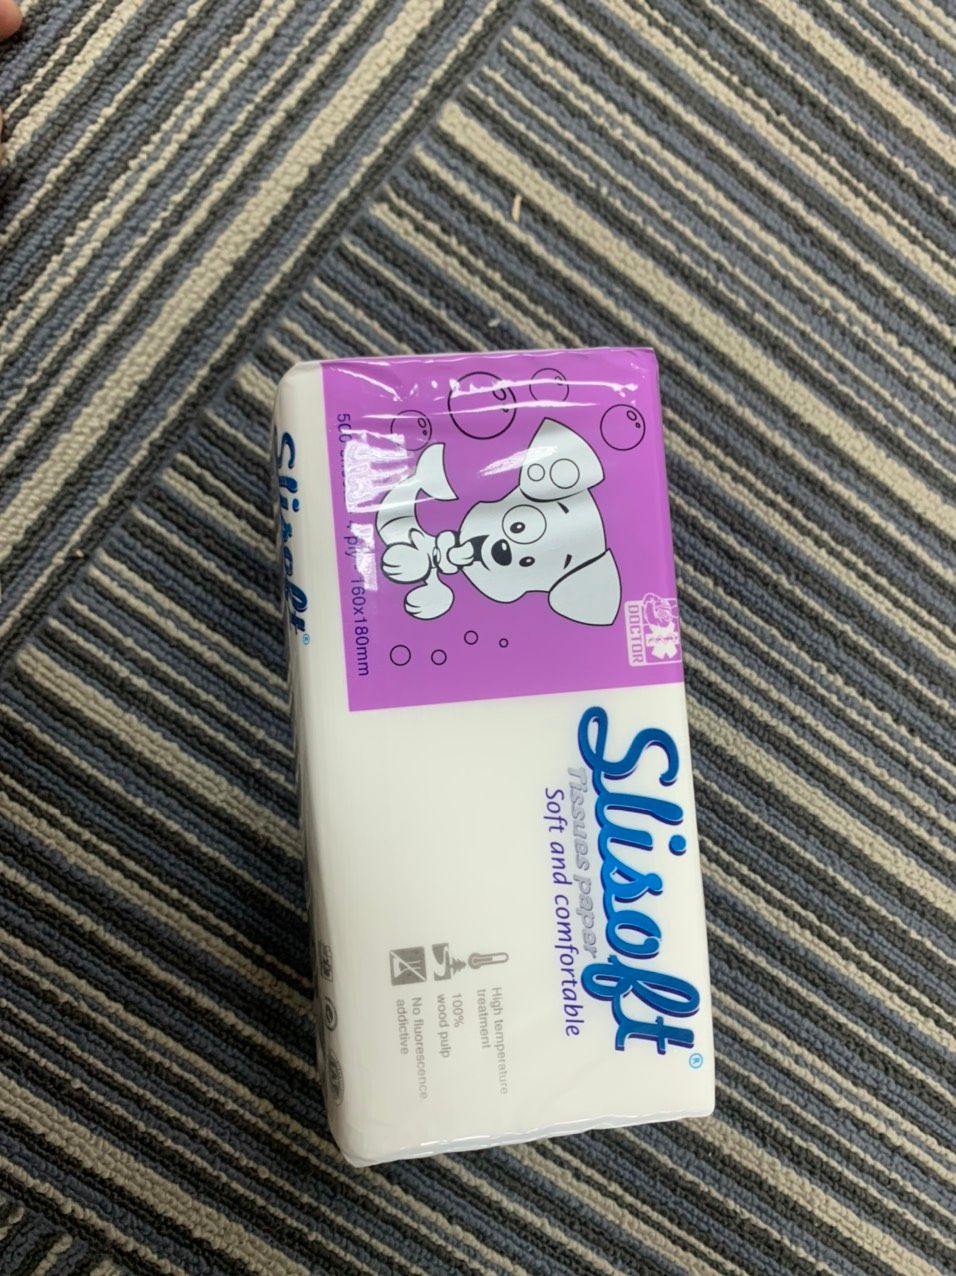 DOCTOR
160x180mm
Slisoft®
Tissues paper
Soft and comfortable
High temperature
treatment
100%
wood pulp
No fluorescence
addictive
Slisoft®